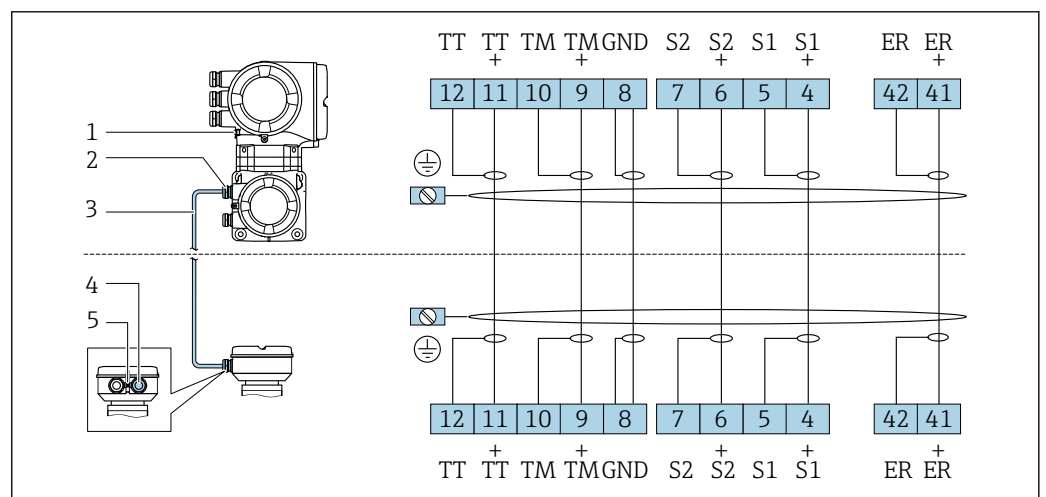 TT TT TM TM GND S2 S2 S1 S1 ER ER
+ + + + +
12 11 10 9 8 7 6 5 4 42 41
1
2
3
4
5
12 11 10 9 8 7 6 5 4 42 41
+ + + + +
TT TT TM TM GND S2 S2 S1 S1 ER ER